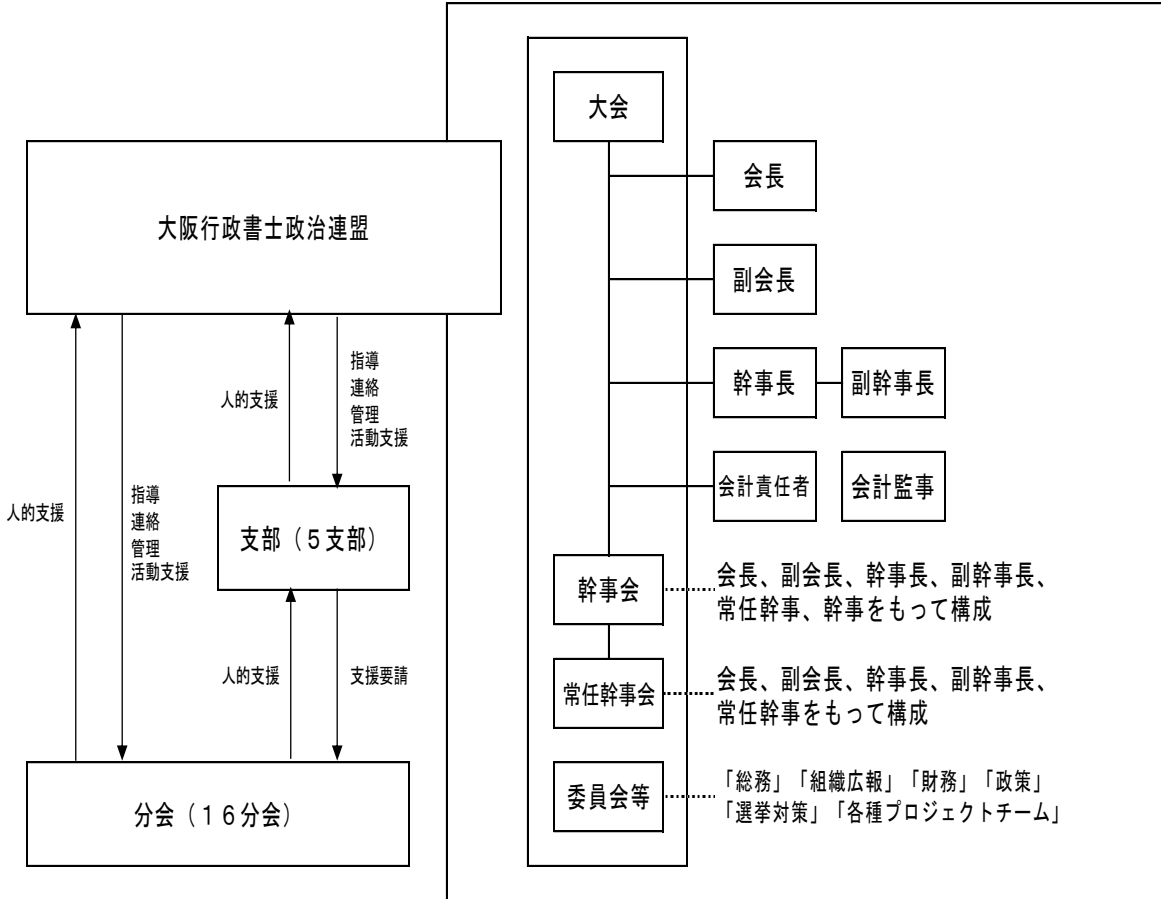 大会
会長
大阪行政書士政治連盟
副会長
幹事長
副幹事長
会計責任者
会計監事
人的支援
指導
連絡
管理
活動支援
人的支援
指導
連絡
管理
活動支援
支部（５支部）
幹事会
会長、副会長、幹事長、副幹事長、
常任幹事、幹事をもって構成
人的支援
支援要請
常任幹事会
会長、副会長、幹事長、副幹事長、
常任幹事をもって構成
分会（１６分会）
委員会等
「総務」「組織広報」「財務」「政策」
「選挙対策」「各種プロジェクトチーム」